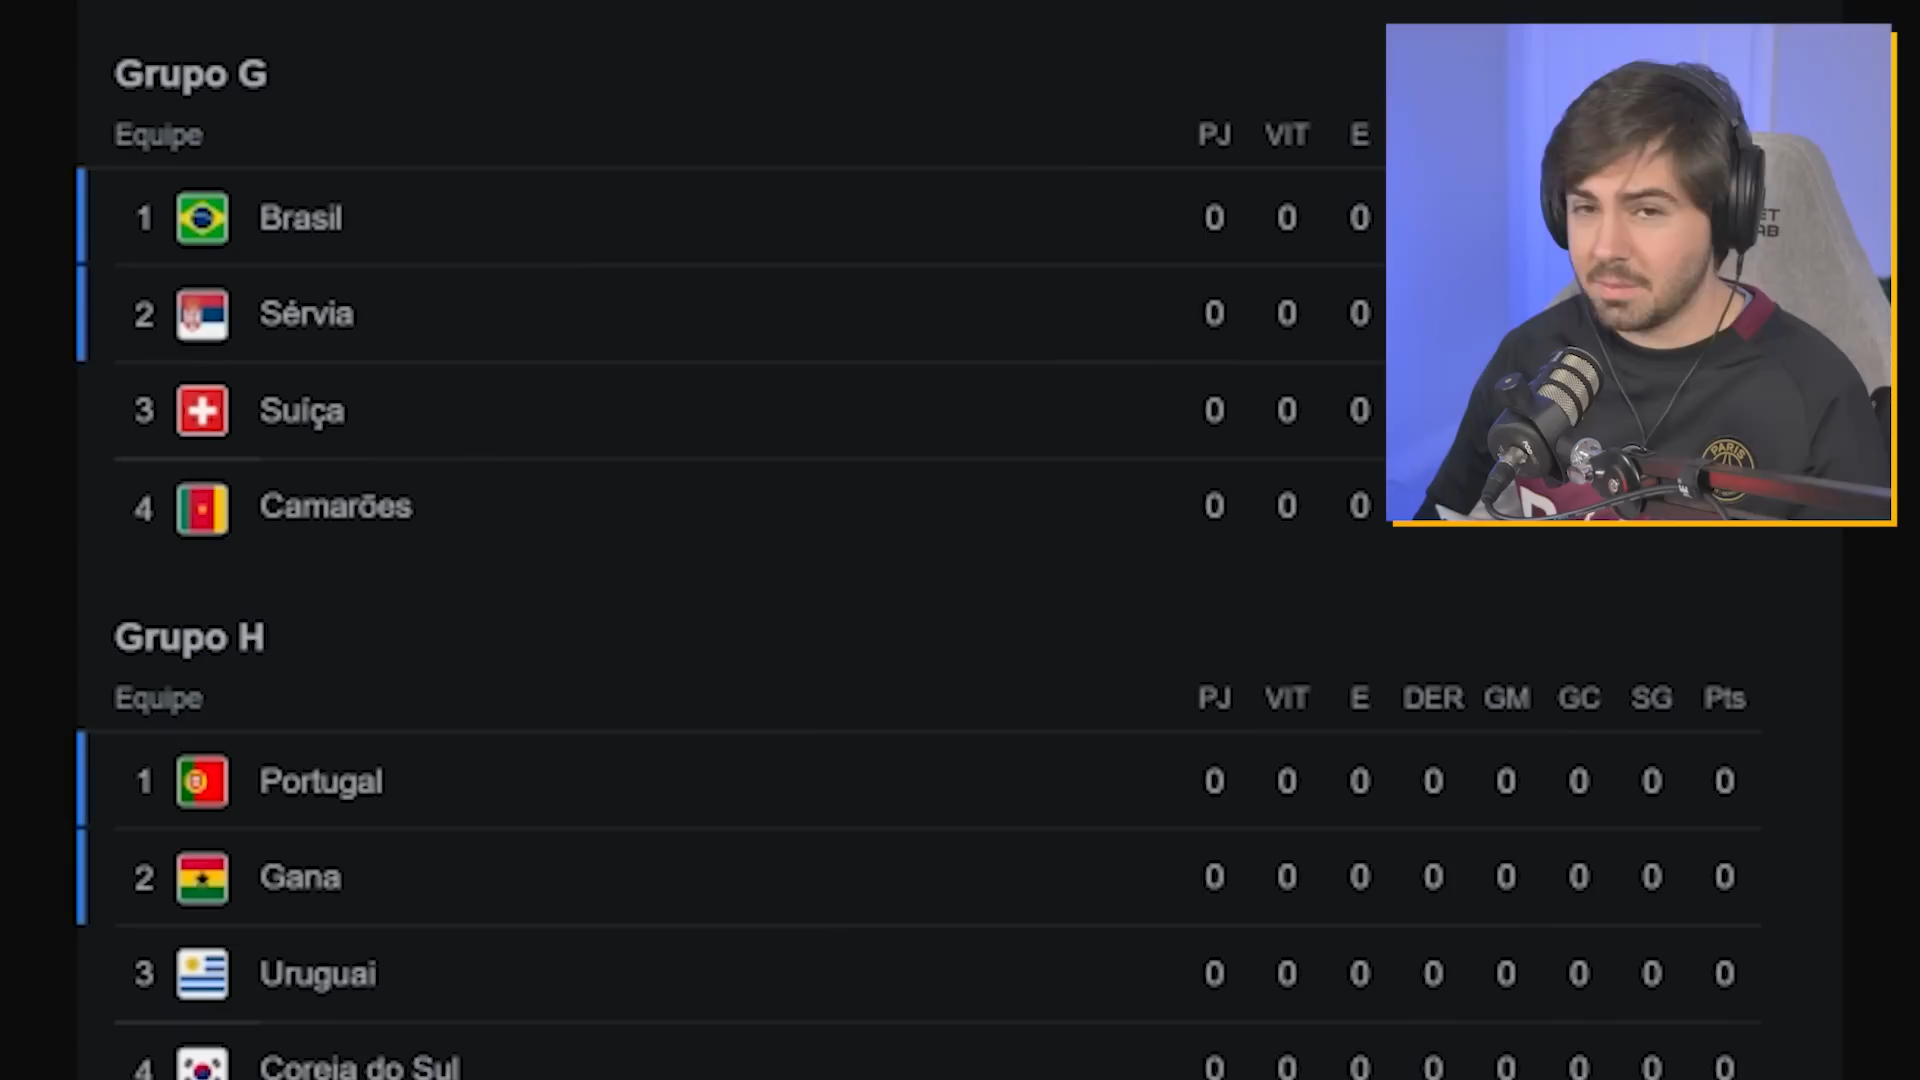 Grupo G
Equipe PJ VIT E
1 Brasil 0 0 0
2 Sérvia 0 0 0
3 Suíça 0 0 0
4 Camarões 0 0 0
PARIS
Grupo H
Equipe PJ VIT E DER GM GC SG Pts
1 Portugal 0 0 0 0 0 0 0 0
2 Gana 0 0 0 0 0 0 0 0
3 Uruguai 0 0 0 0 0 0 0 0
4 Coreia do Sul 0 0 0 0 0 0 0 0